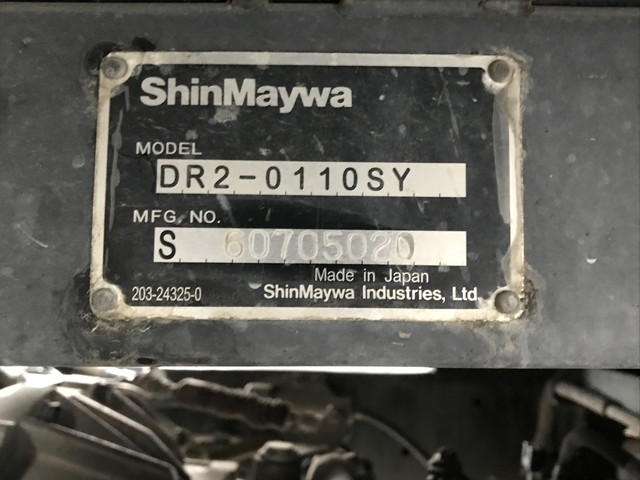 ShinMaywa
MODEL
DR2-0110SY
MFG. NO.
S 60705020
Made in Japan
203-24325-0 ShinMaywa Industries, Ltd.